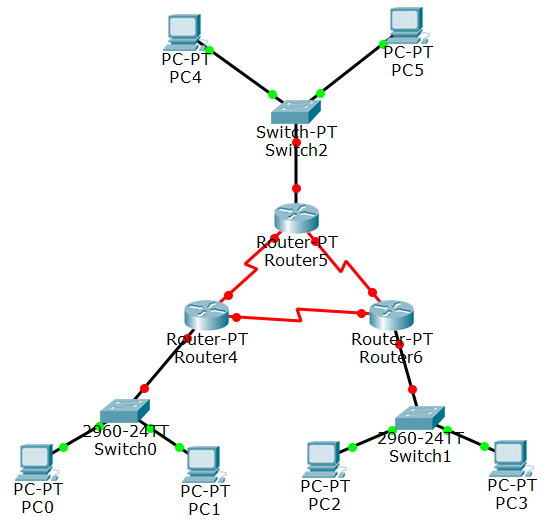 PC-PT
PC4
PC-PT
PC5
Switch-PT
Switch2
Router-PT
Router5
Router-PT
Router4
Router-PT
Router6
2960-24TT
Switch0
2960-24TT
Switch1
PC-PT
PC0
PC-PT
PC1
PC-PT
PC2
PC-PT
PC3